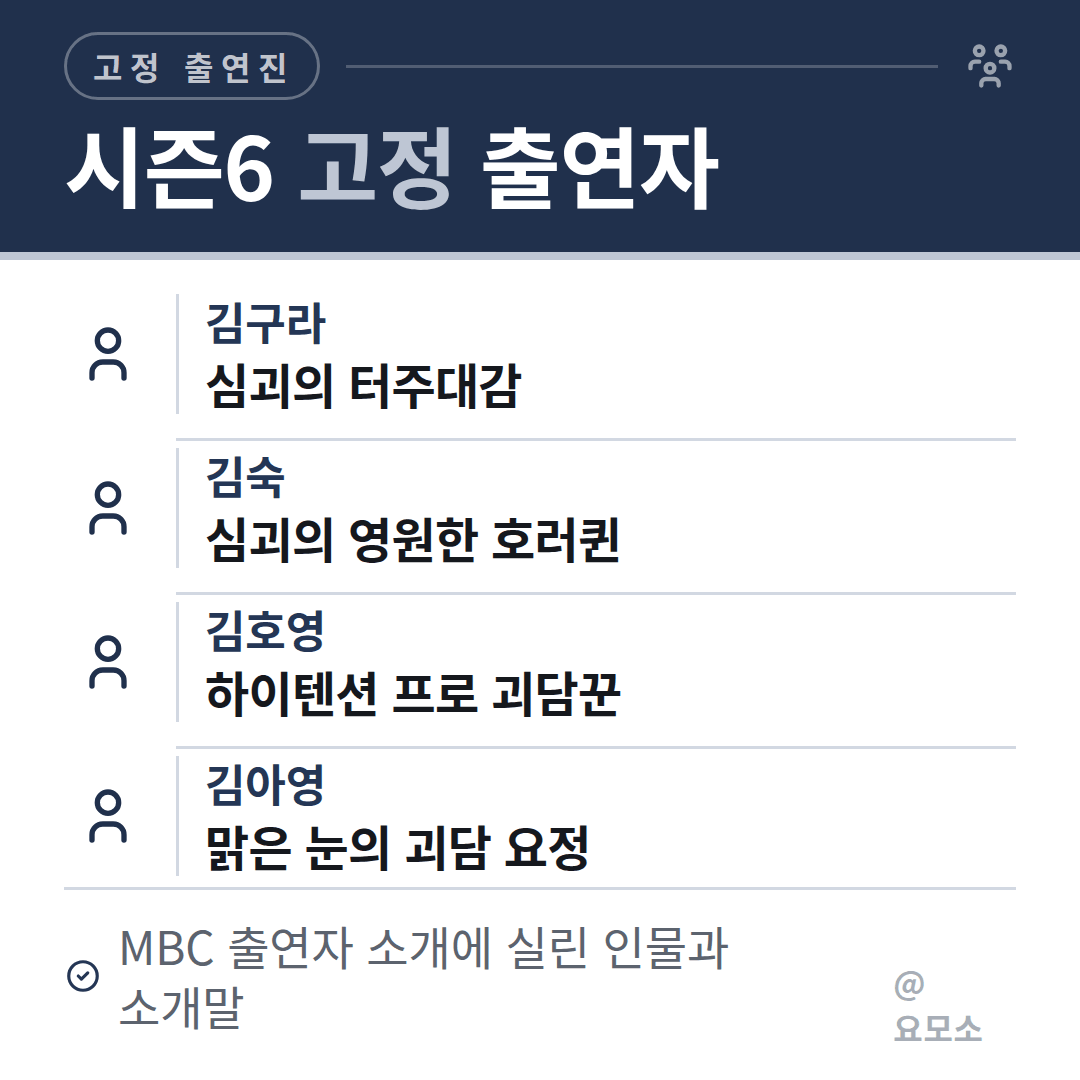 고정 출연진
시즌6 고정 출연자
김구라
심괴의 터주대감
김숙
심괴의 영원한 호러퀸
김호영
하이텐션 프로 괴담꾼
김아영
맑은 눈의 괴담 요정
MBC 출연자 소개에 실린 인물과
소개말
@
요모소